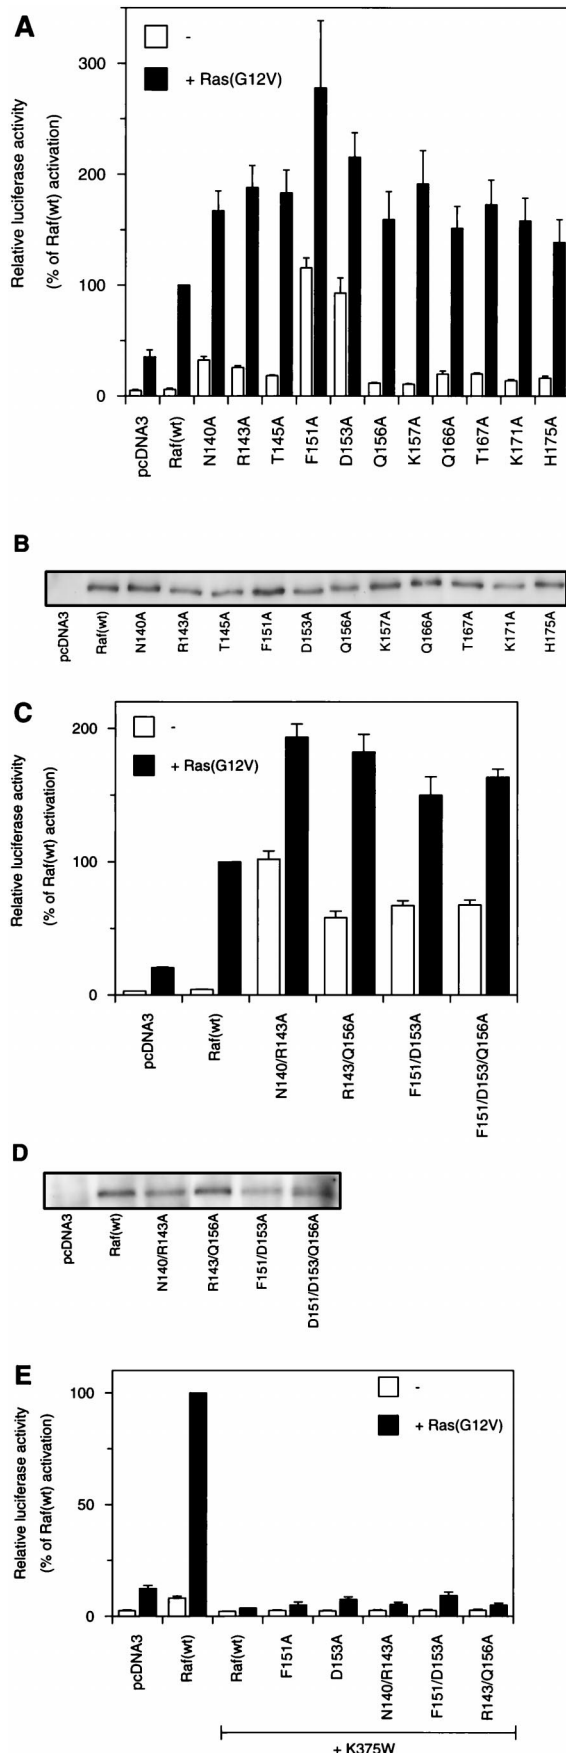 A
-
+ Ras(G12V)
Relative luciferase activity
(% of Raf(wt) activation)
300
200
100
0
pcDNA3
Raf(wt)
N140A
R143A
T145A
F151A
D153A
Q156A
K157A
Q166A
T167A
K171A
H175A
B
pcDNA3
Raf(wt)
N140A
R143A
T145A
F151A
D153A
Q156A
K157A
Q166A
T167A
K171A
H175A
C
-
+ Ras(G12V)
Relative luciferase activity
(% of Raf(wt) activation)
200
100
0
pcDNA3
Raf(wt)
N140/R143A
R143/Q156A
F151/D153A
F151/D153/Q156A
D
pcDNA3
Raf(wt)
N140/R143A
R143/Q156A
F151/D153A
D151/D153/Q156A
E
-
+ Ras(G12V)
Relative luciferase activity
(% of Raf(wt) activation)
100
50
0
pcDNA3
Raf(wt)
Raf(wt)
F151A
D153A
N140/R143A
F151/D153A
R143/Q156A
+ K375W